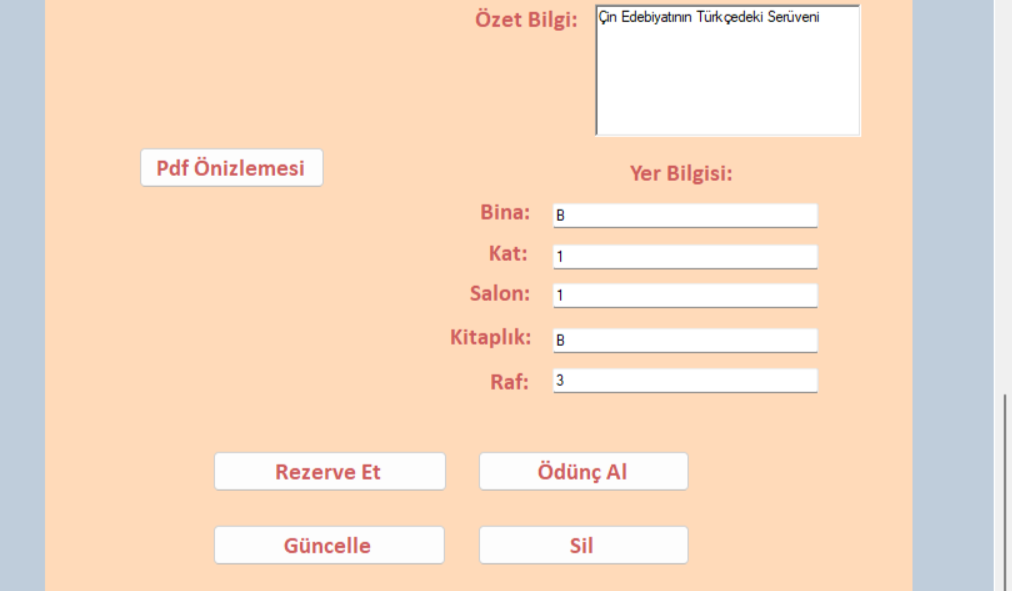 Özet Bilgi:
Çin Edebiyatının Türkçedeki Serüveni
Pdf Önizlemesi
Yer Bilgisi:
Bina: B
Kat: 1
Salon: 1
Kitaplık: B
Raf: 3
Rezerve Et
Ödünç Al
Güncelle
Sil